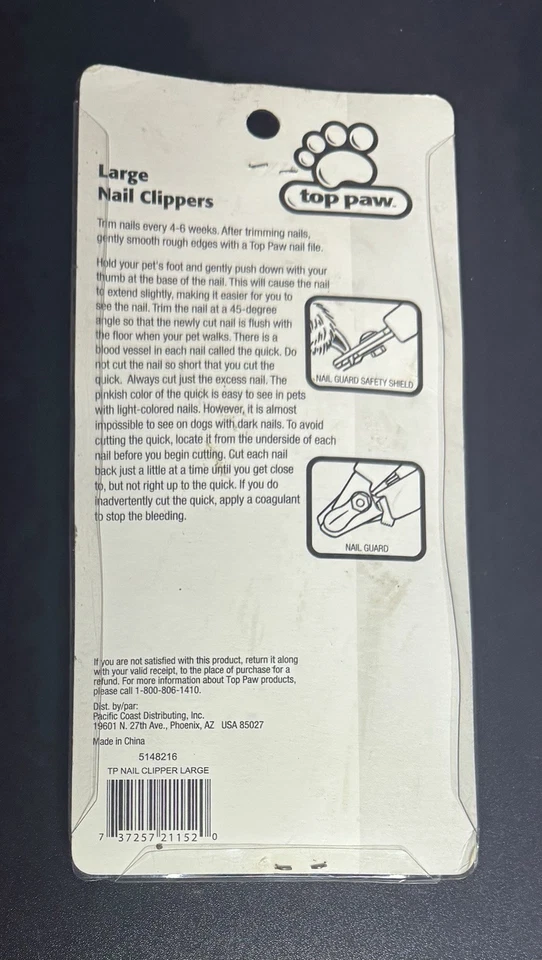 Large
Nail Clippers
top paw™
Trim nails every 4-6 weeks. After trimming nails,
gently smooth rough edges with a Top Paw nail file.
Hold your pet's foot and gently push down with your
thumb at the base of the nail. This will cause the nail
to extend slightly, making it easier for you to
see the nail. Trim the nail at a 45-degree
angle so that the newly cut nail is flush with
the floor when your pet walks. There is a
blood vessel in each nail called the quick. Do
not cut the nail so short that you cut the
quick. Always cut just the excess nail. The
pinkish color of the quick is easy to see in pets
with light-colored nails. However, it is almost
impossible to see on dogs with dark nails. To avoid
cutting the quick, locate it from the underside of each
nail before you begin cutting. Cut each nail
back just a little at a time until you get close
to, but not right up to the quick. If you do
inadvertently cut the quick, apply a coagulant
to stop the bleeding.
NAIL GUARD SAFETY SHIELD
NAIL GUARD
If you are not satisfied with this product, return it along
with your valid receipt, to the place of purchase for a
refund. For more information about Top Paw products,
please call 1-800-806-1410.
Dist. by/par:
Pacific Coast Distributing, Inc.
19601 N. 27th Ave., Phoenix, AZ USA 85027
Made in China
5148216
TP NAIL CLIPPER LARGE
7 37257 21152 0